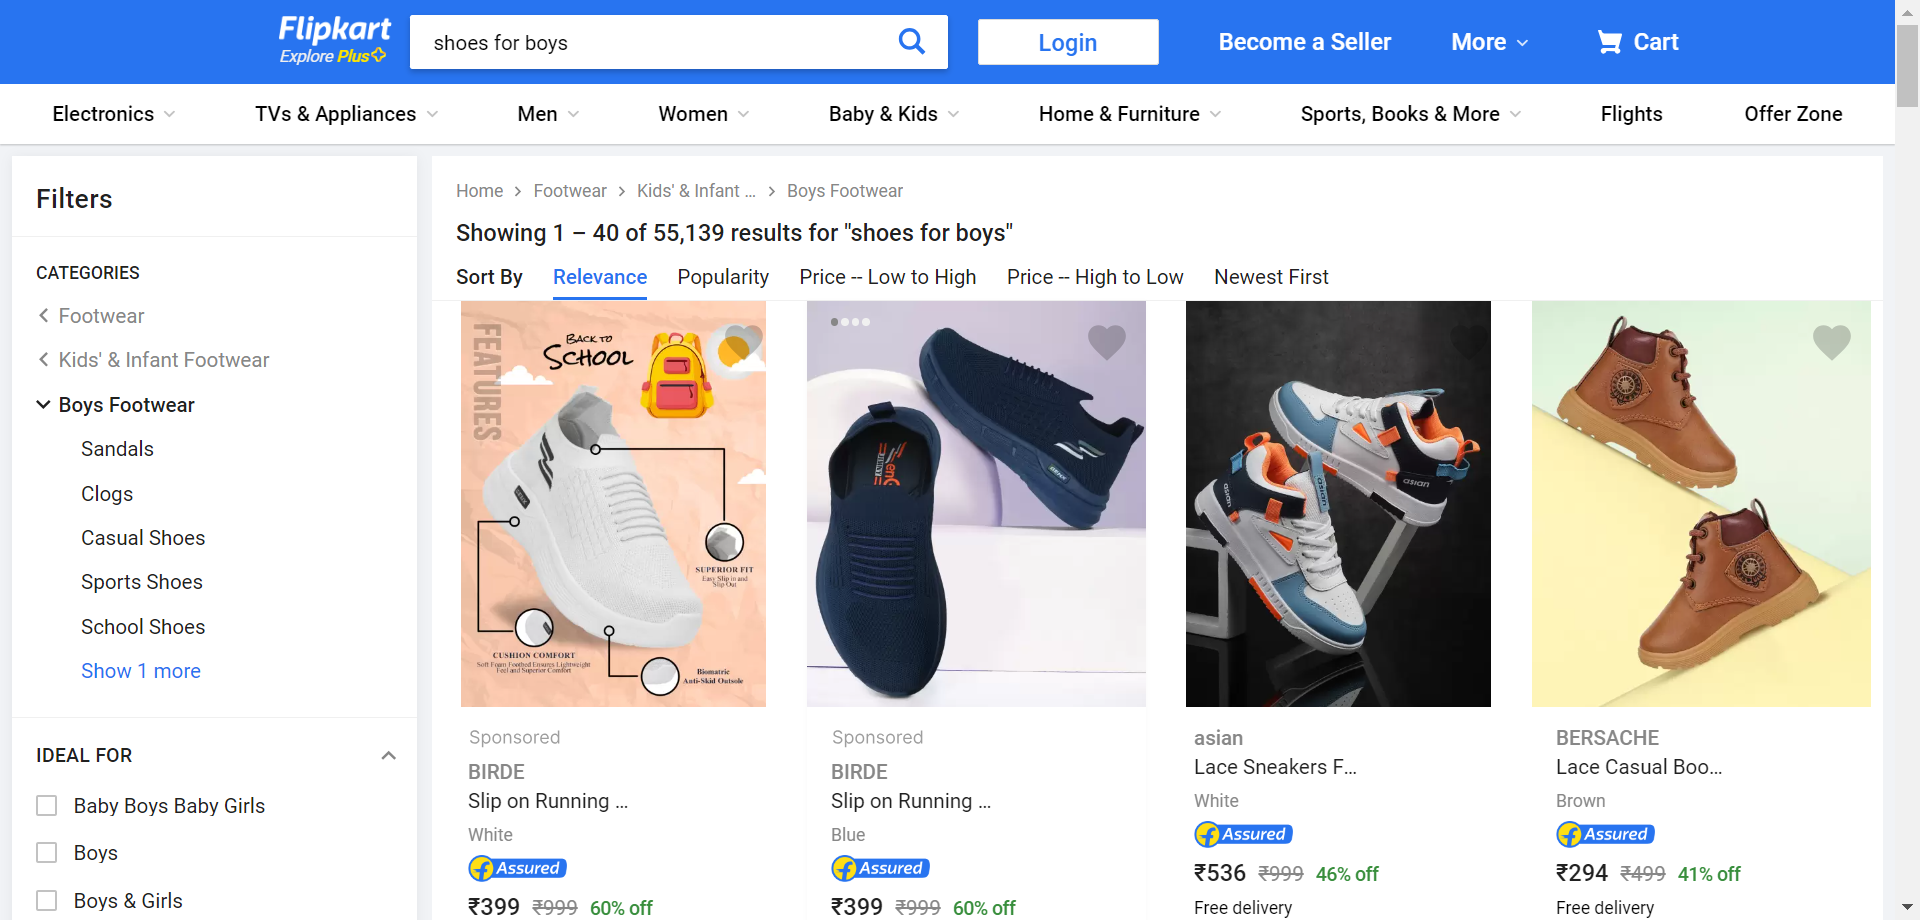 Flipkart
Explore Plus
shoes for boys
Login
Become a Seller
More
Cart
Electronics
TVs & Appliances
Men
Women
Baby & Kids
Home & Furniture
Sports, Books & More
Flights
Offer Zone
Filters
CATEGORIES
Footwear
Kids' & Infant Footwear
Boys Footwear
Sandals
Clogs
Casual Shoes
Sports Shoes
School Shoes
Show 1 more
IDEAL FOR
Baby Boys Baby Girls
Boys
Boys & Girls
Home > Footwear > Kids' & Infant ... > Boys Footwear
Showing 1 – 40 of 55,139 results for "shoes for boys"
Sort By
Relevance
Popularity
Price -- Low to High
Price -- High to Low
Newest First
FEATURES
BACK TO
SCHOOL
SUPERIOR FIT
Easy Slip in and
Slip Out
CUSHION COMFORT
Soft Foam Footbed Ensures Lightweight
Feel and Superior Comfort
Biomatric
Anti-Skid Outsole
Sponsored
BIRDE
Slip on Running ...
White
Assured
₹399 ₹999 60% off
Sponsored
BIRDE
Slip on Running ...
Blue
Assured
₹399 ₹999 60% off
asian
asian
asian
asian
Lace Sneakers F...
White
Assured
₹536 ₹999 46% off
Free delivery
BERSACHE
Lace Casual Boo...
Brown
Assured
₹294 ₹499 41% off
Free delivery